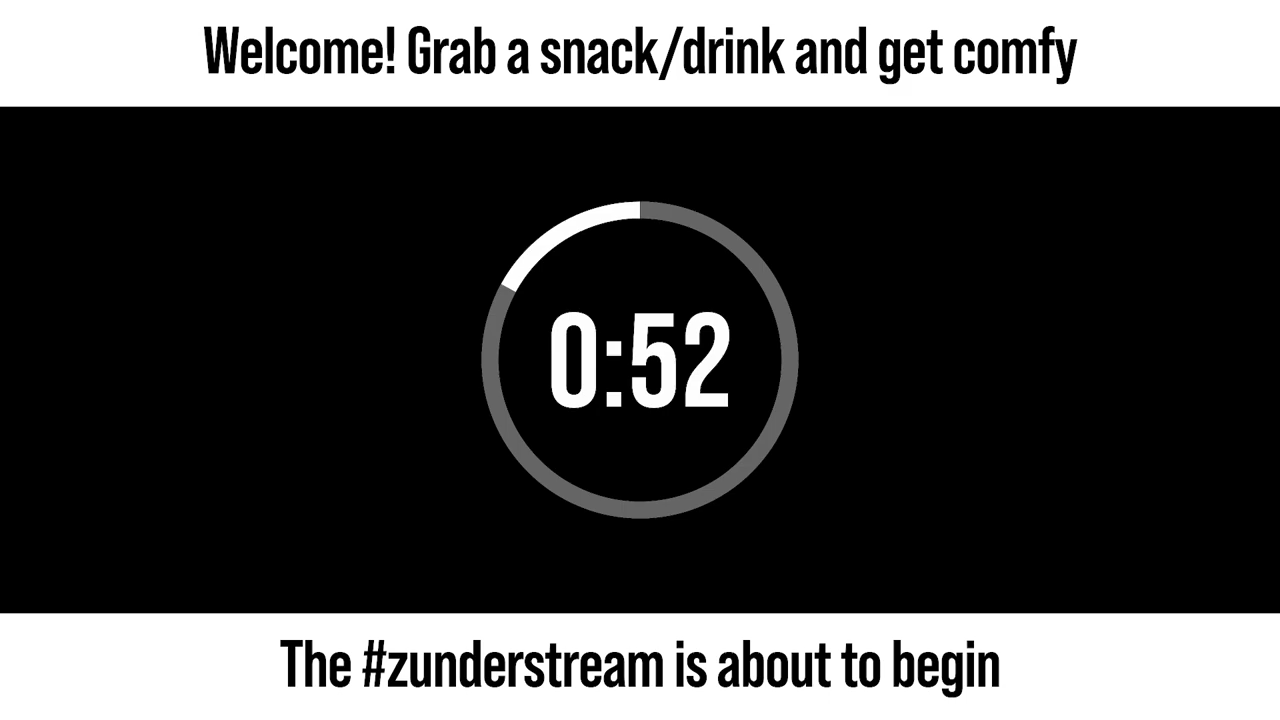 Welcome! Grab a snack/drink and get comfy
0:52
The #zunderstream is about to begin